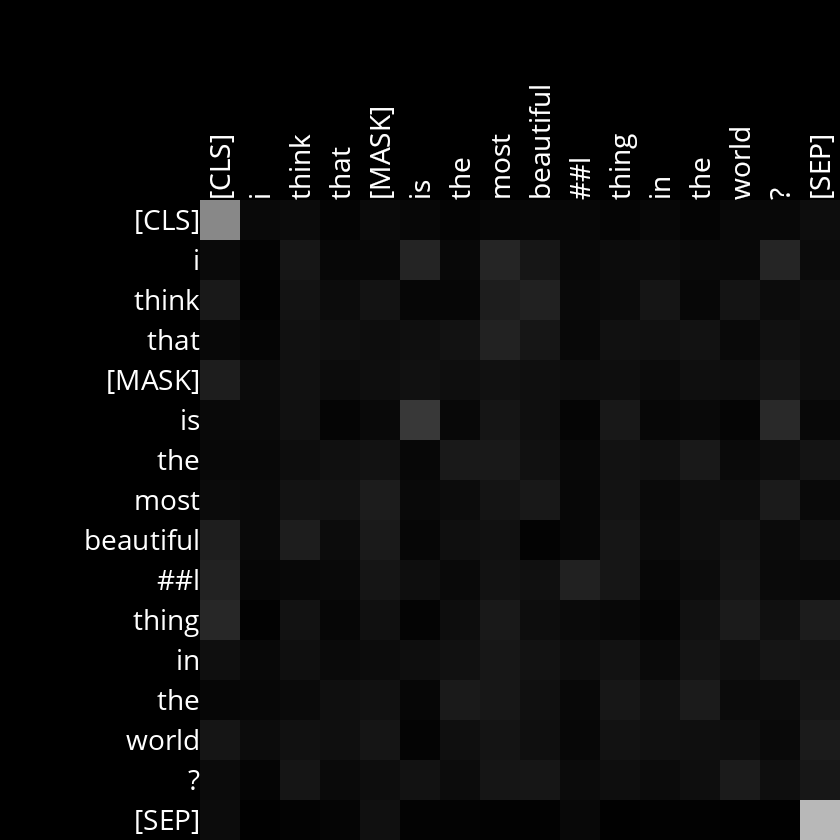 [CLS] i think that [MASK] is the most beautiful ##l thing in the world ? [SEP]
[CLS]
i
think
that
[MASK]
is
the
most
beautiful
##l
thing
in
the
world
?
[SEP]